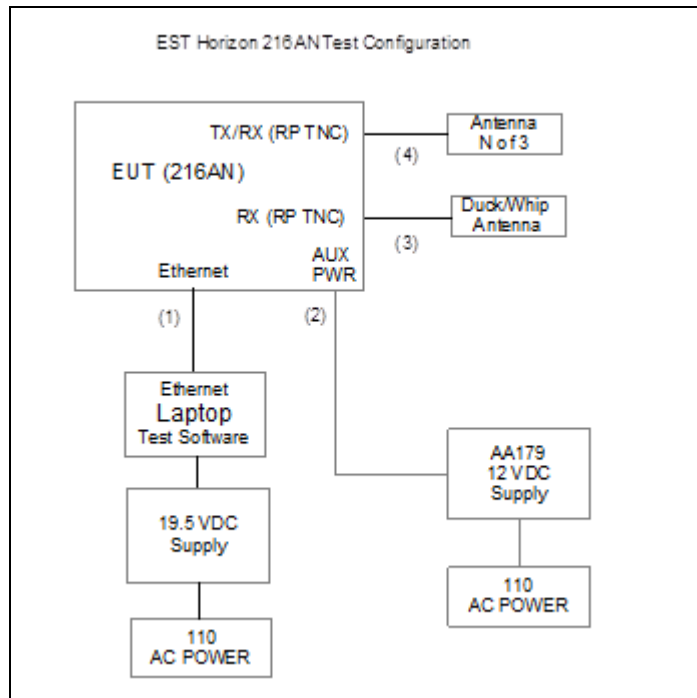 EST Horizon 216AN Test Configuration
TX/RX (RP TNC)
(4)
Antenna
N of 3
EUT (216AN)
RX (RP TNC)
(3)
Duck/Whip
Antenna
AUX
PWR
Ethernet
(1)
(2)
Ethernet
Laptop
Test Software
AA179
12 VDC
Supply
19.5 VDC
Supply
110
AC POWER
110
AC POWER